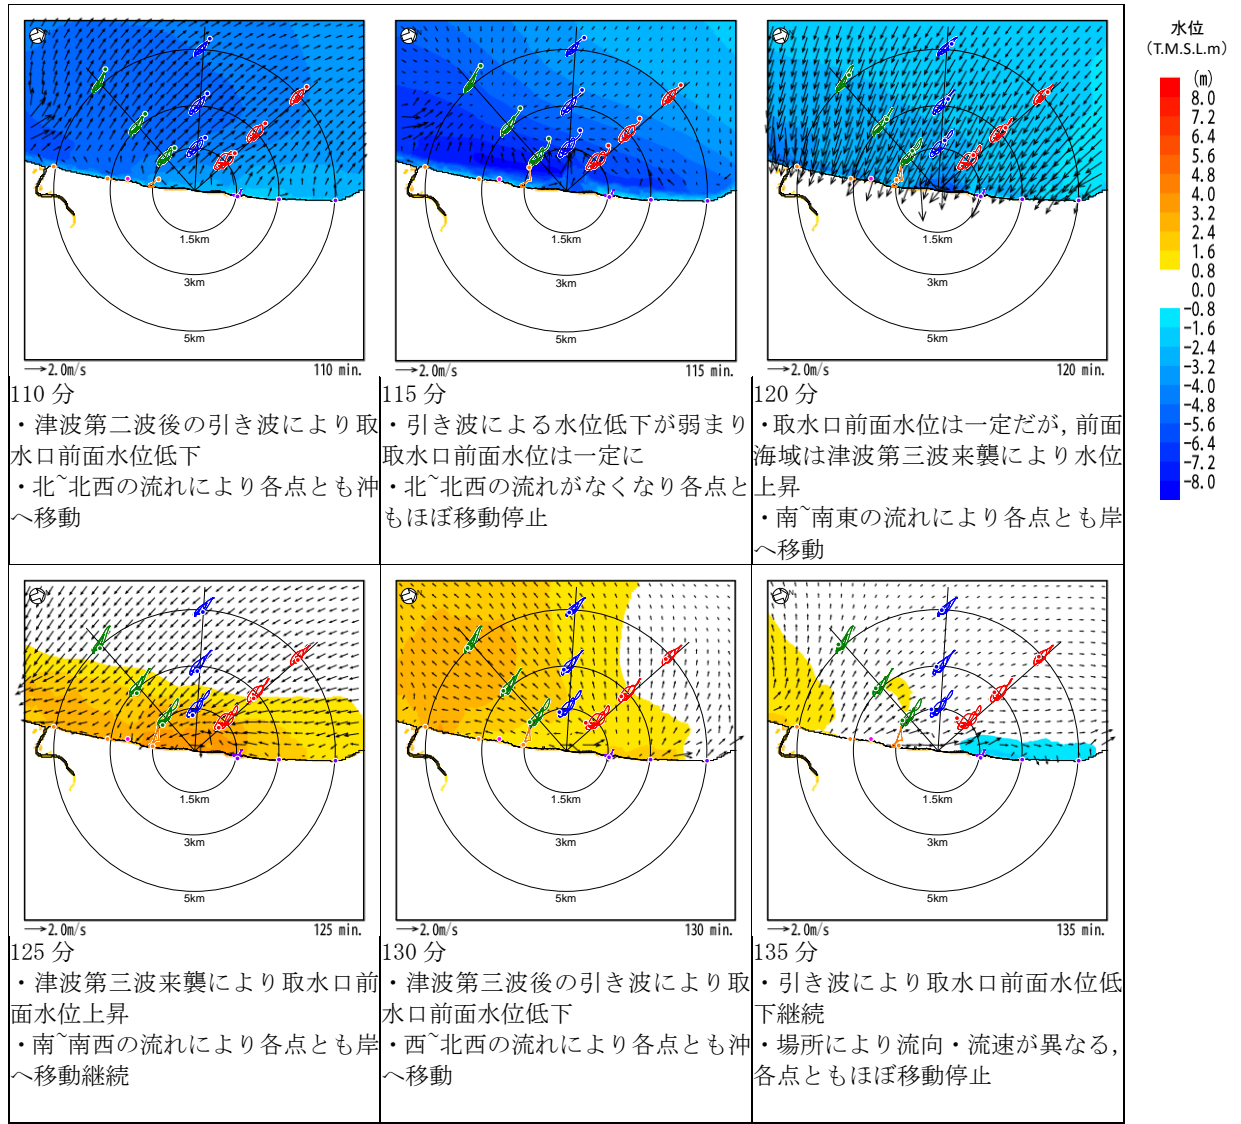 水位
(T.M.S.L.m)
(m)
8.0
7.2
6.4
5.6
4.8
4.0
3.2
1.6
0.8
0.0
-0.8
-1.6
-2.4
-3.2
-4.0
-4.8
-5.6
-6.4
-7.2
-8.0
1.5km
3km
5km
2.0m/s
110 min.
110 分
・津波第二波後の引き波により取
水口前面水位低下
・北~北西の流れにより各点とも沖
へ移動
1.5km
3km
5km
2.0m/s
115 min.
115 分
・引き波による水位低下が弱まり
取水口前面水位は一定に
・北~北西の流れがなくなり各点と
もほぼ移動停止
1.5km
3km
5km
2.0m/s
120 min.
120 分
・取水口前面水位は一定だが,前面
海域は津波第三波来襲により水位
上昇
・南~南東の流れにより各点とも岸
へ移動
1.5km
3km
5km
2.0m/s
125 min.
125 分
・津波第三波来襲により取水口前
面水位上昇
・南~南西の流れにより各点とも岸
へ移動継続
1.5km
3km
5km
2.0m/s
130 min.
130 分
・津波第三波後の引き波により取
水口前面水位低下
・西~北西の流れにより各点とも沖
へ移動
1.5km
3km
5km
2.0m/s
135 min.
135 分
・引き波により取水口前面水位低
下継続
・場所により流向・流速が異なる,
各点ともほぼ移動停止